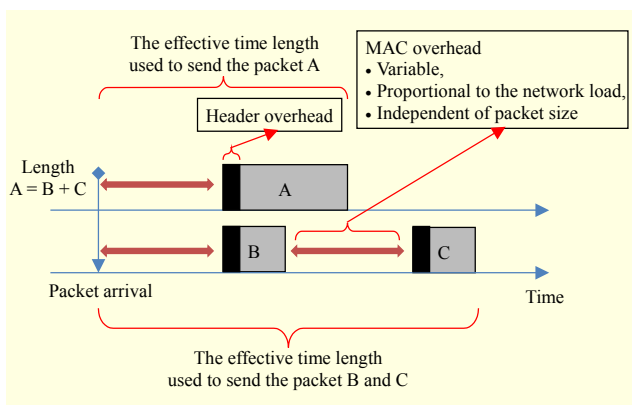 The effective time length
used to send the packet A
MAC overhead
• Variable,
• Proportional to the network load,
• Independent of packet size
Header overhead
Length
A = B + C
A
B
C
Packet arrival
Time
The effective time length
used to send the packet B and C